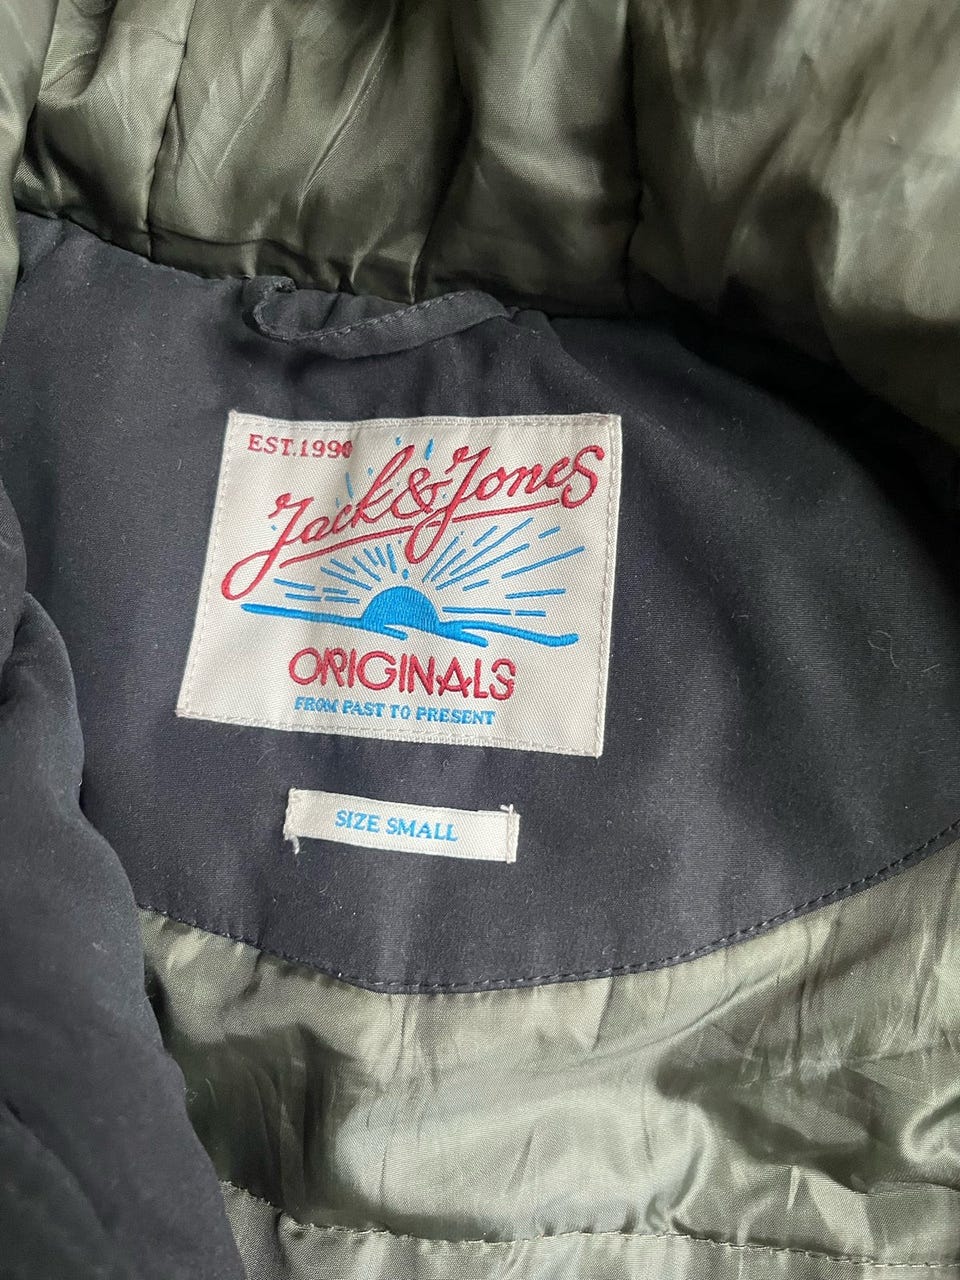 EST.1990
Jack & Jones
ORIGINALS
FROM PAST TO PRESENT
SIZE SMALL